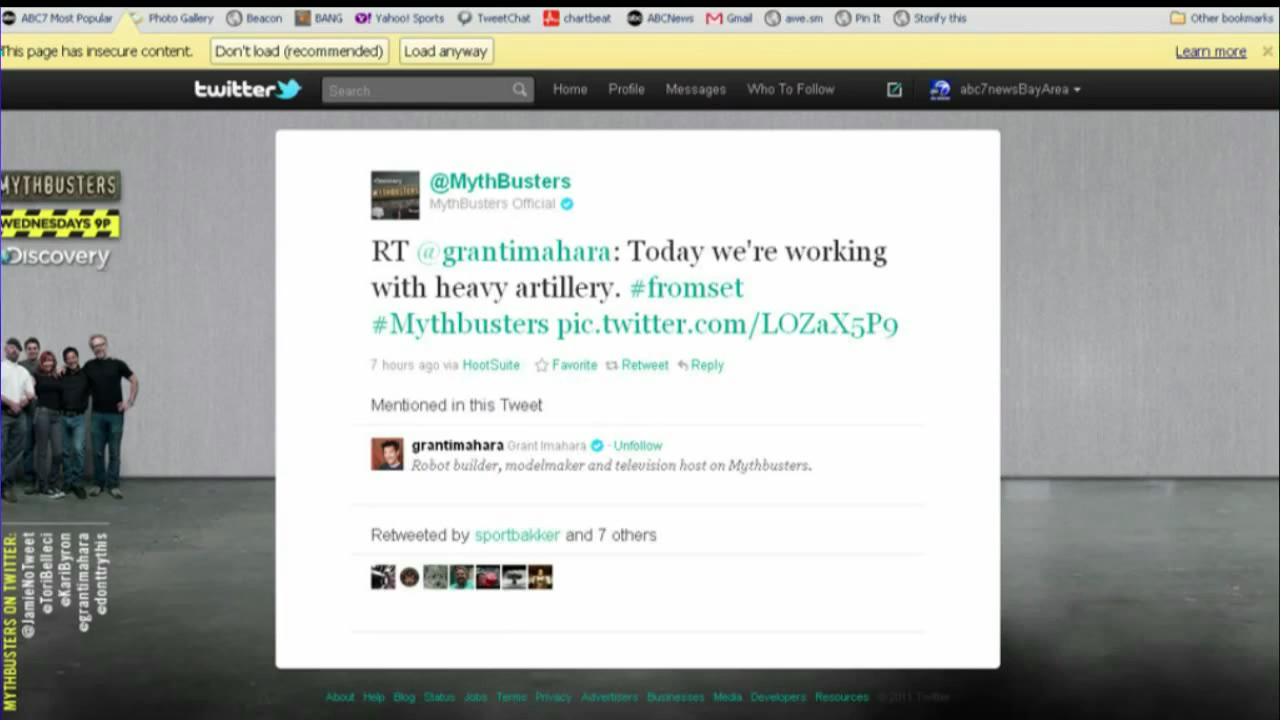 ABC7 Most Popular Photo Gallery Beacon BANG Yahoo! Sports TweetChat chartbeat ABCNews Gmail awe.sm Pin It Storify this Other bookmarks
This page has insecure content. Don't load (recommended) Load anyway Learn more
twitter Search Home Profile Messages Who To Follow abc7newsBayArea
MYTHBUSTERS
WEDNESDAYS 9P
Discovery
@MythBusters
MythBusters Official
RT @grantimahara: Today we're working
with heavy artillery. #fromset
#Mythbusters pic.twitter.com/LOZaX5P9
7 hours ago via HootSuite Favorite Retweet Reply
Mentioned in this Tweet
grantimahara Grant Imahara · Unfollow
Robot builder, modelmaker and television host on Mythbusters.
Retweeted by sportbakker and 7 others
MYTHBUSTERS ON TWITTER:
@JamieNoTweet
@ToriBelleci
@KariByron
@grantimahara
@donttrythis
About Help Blog Status Jobs Terms Privacy Advertisers Businesses Media Developers Resources © 2011 Twitter